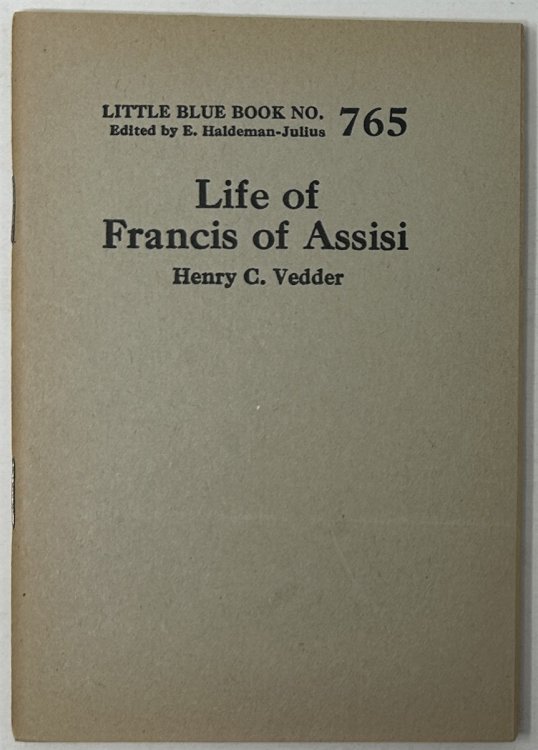 LITTLE BLUE BOOK NO. 765
Edited by E. Haldeman-Julius
Life of
Francis of Assisi
Henry C. Vedder